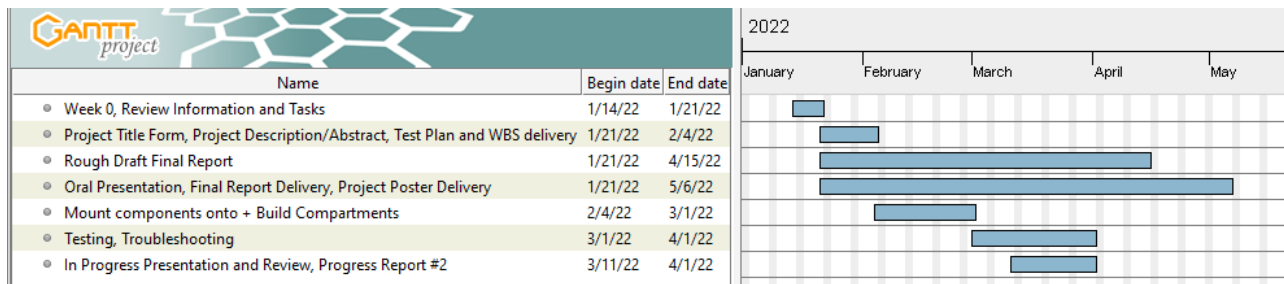 GANTT
project
2022
Name Begin date End date
January February March April May
Week 0, Review Information and Tasks 1/14/22 1/21/22
Project Title Form, Project Description/Abstract, Test Plan and WBS delivery 1/21/22 2/4/22
Rough Draft Final Report 1/21/22 4/15/22
Oral Presentation, Final Report Delivery, Project Poster Delivery 1/21/22 5/6/22
Mount components onto + Build Compartments 2/4/22 3/1/22
Testing, Troubleshooting 3/1/22 4/1/22
In Progress Presentation and Review, Progress Report #2 3/11/22 4/1/22